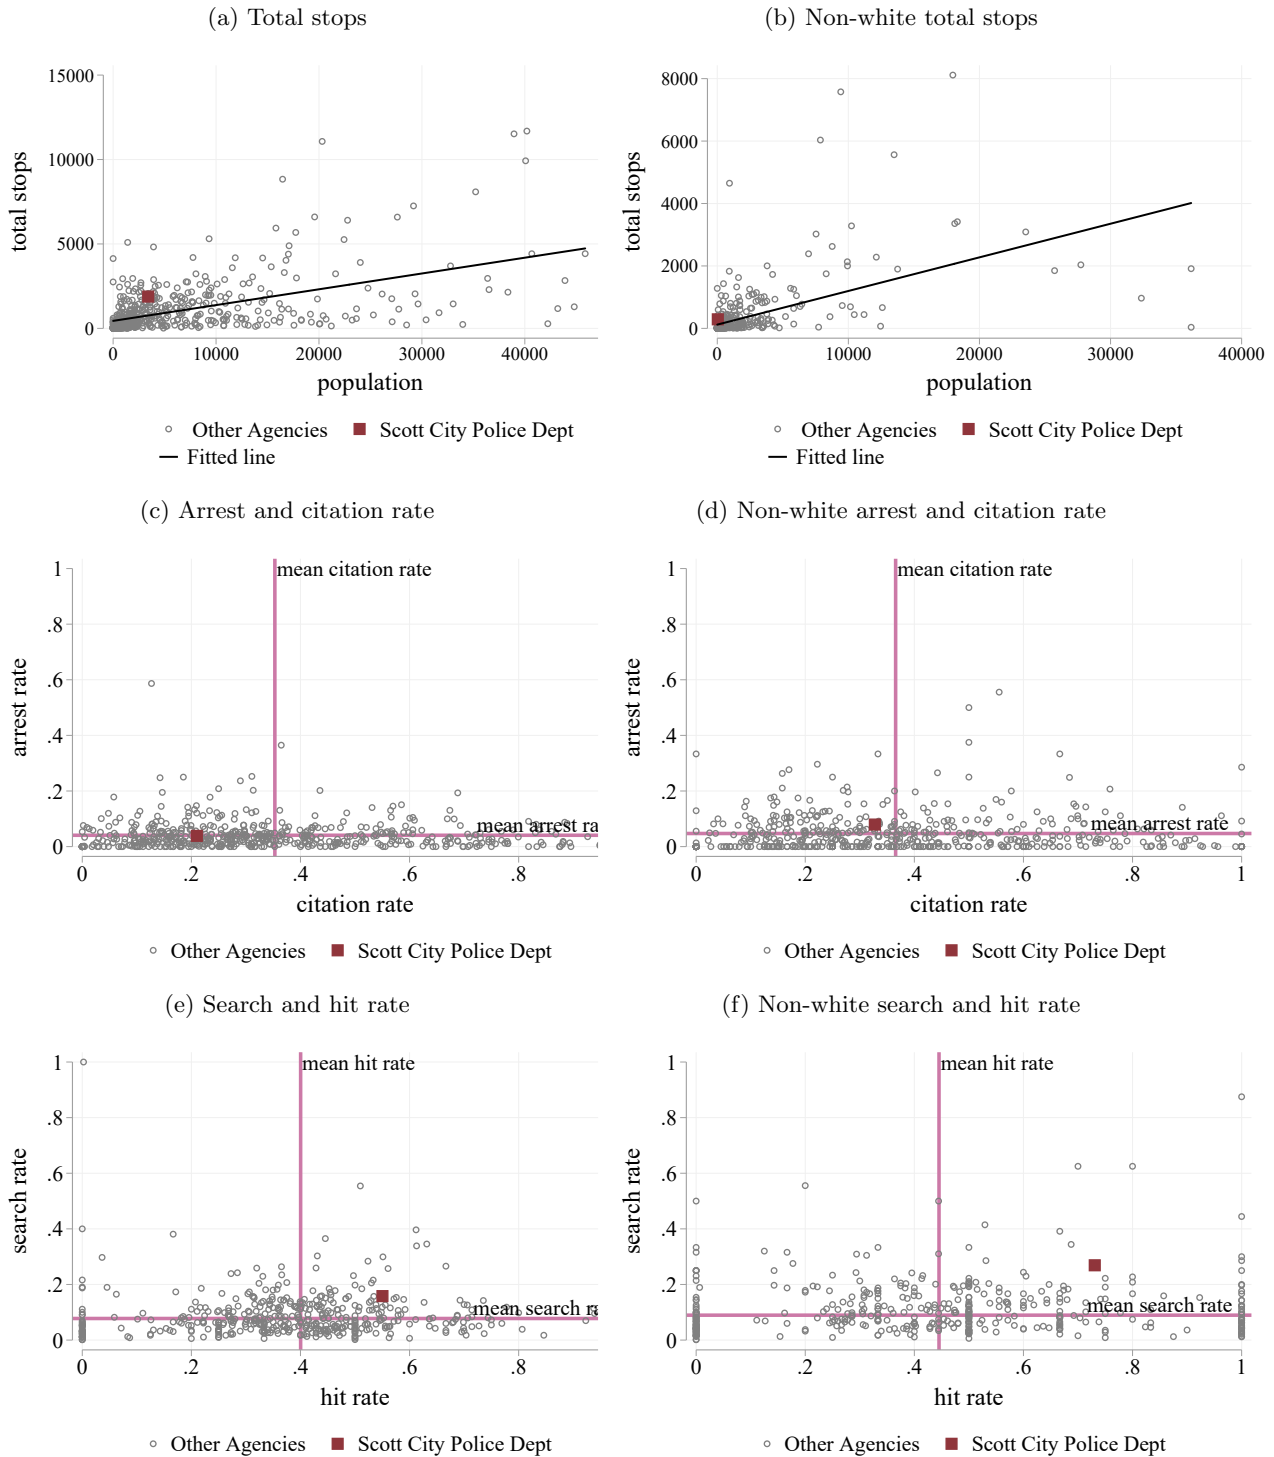 (a) Total stops
15000
10000
5000
0
total stops
0 10000 20000 30000 40000
population
Other Agencies Scott City Police Dept
Fitted line
(b) Non-white total stops
8000
6000
4000
2000
0
total stops
0 10000 20000 30000 40000
population
Other Agencies Scott City Police Dept
Fitted line
(c) Arrest and citation rate
1
.8
.6
.4
.2
0
arrest rate
mean citation rate
mean arrest ra
0 .2 .4 .6 .8
citation rate
Other Agencies Scott City Police Dept
(d) Non-white arrest and citation rate
1
.8
.6
.4
.2
0
arrest rate
mean citation rate
mean arrest rate
0 .2 .4 .6 .8 1
citation rate
Other Agencies Scott City Police Dept
(e) Search and hit rate
1
.8
.6
.4
.2
0
search rate
mean hit rate
mean search ra
0 .2 .4 .6 .8
hit rate
Other Agencies Scott City Police Dept
(f) Non-white search and hit rate
1
.8
.6
.4
.2
0
search rate
mean hit rate
mean search rate
0 .2 .4 .6 .8 1
hit rate
Other Agencies Scott City Police Dept